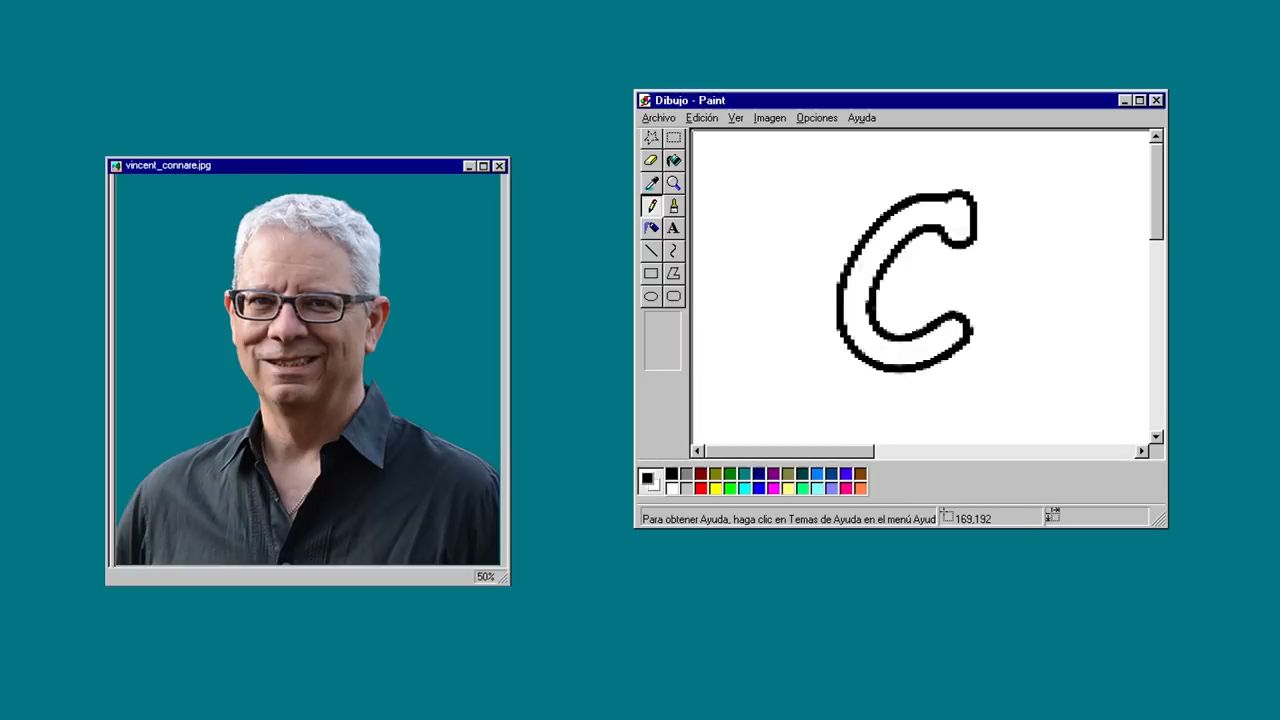 vincent_connare.jpg
50%
Dibujo - Paint
Archivo Edición Ver Imagen Opciones Ayuda
A
C
Para obtener Ayuda, haga clic en Temas de Ayuda en el menú Ayud
169,192